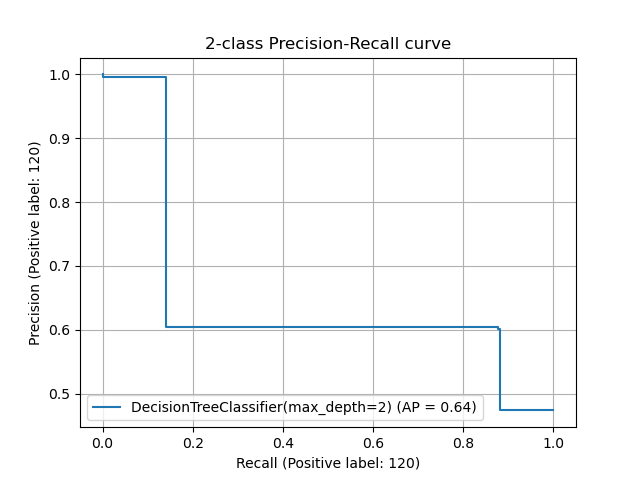 2-class Precision-Recall curve
1.0
0.9
0.8
0.7
0.6
0.5
Precision (Positive label: 120)
DecisionTreeClassifier(max_depth=2) (AP = 0.64)
0.0 0.2 0.4 0.6 0.8 1.0
Recall (Positive label: 120)